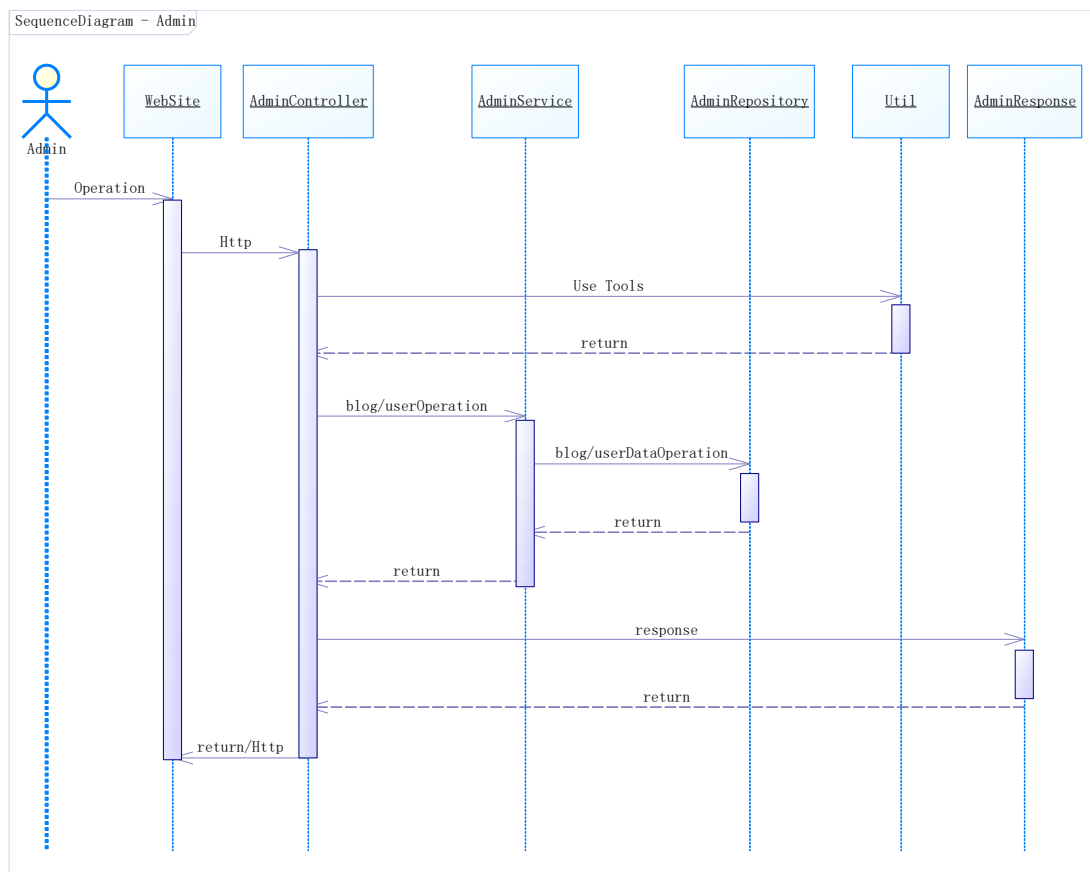 SequenceDiagram - Admin
WebSite
AdminController
AdminService
AdminRepository
Util
AdminResponse
Admin
Operation
Http
Use Tools
return
blog/userOperation
blog/userDataOperation
return
return
response
return
return/Http